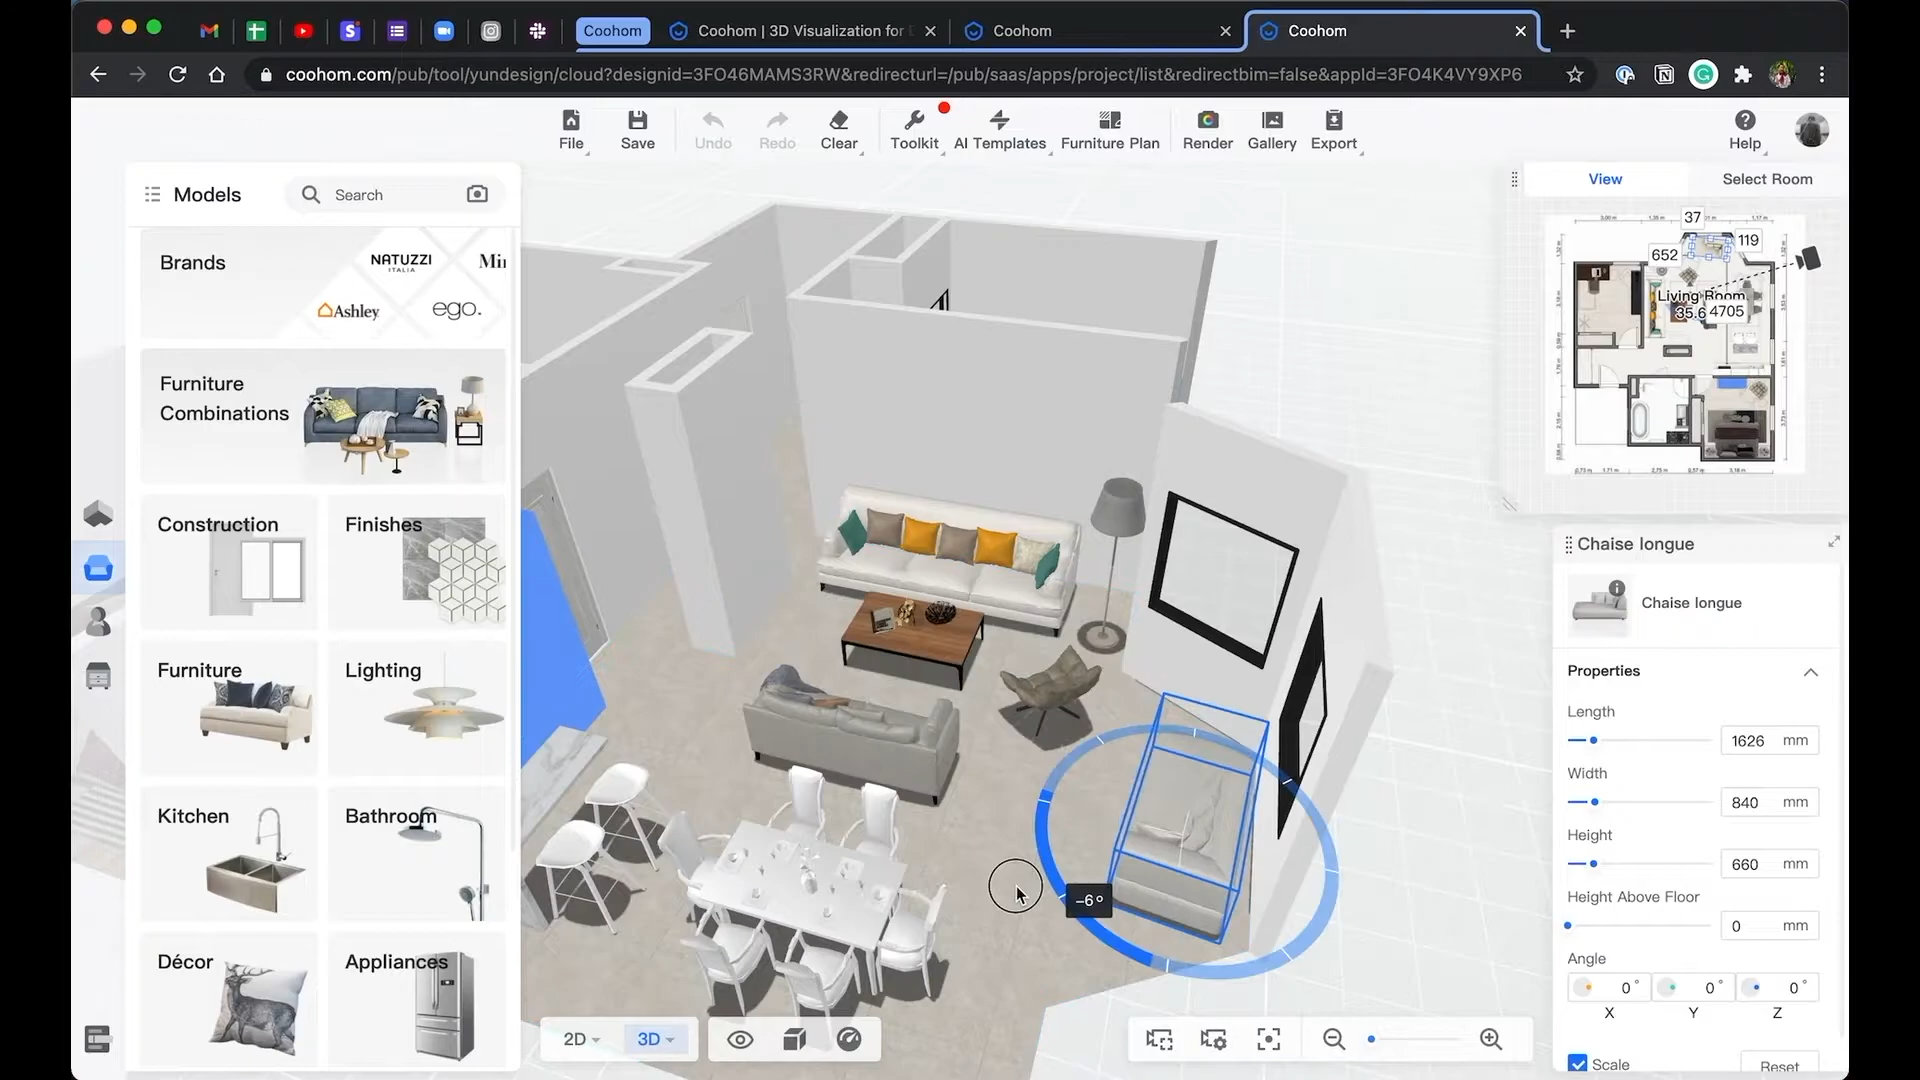 Coohom
Coohom | 3D Visualization for
Coohom
Coohom
coohom.com/pub/tool/yundesign/cloud?designid=3FO46MAMS3RW&redirecturl=/pub/saas/apps/project/list&redirectbim=false&appId=3FO4K4VY9XP6
File
Save
Undo
Redo
Clear
Toolkit
AI Templates
Furniture Plan
Render
Gallery
Export
Help
Models
Search
View
Select Room
Brands
NATUZZI
ITALIA
Ashley
ego.
Furniture
Combinations
Construction
Finishes
Furniture
Lighting
Kitchen
Bathroom
Décor
Appliances
37
119
652
Living Room
35.6
4705
-6°
Chaise longue
Chaise longue
Properties
Length
1626 mm
Width
840 mm
Height
660 mm
Height Above Floor
0 mm
Angle
0°
0°
0°
X
Y
Z
Scale
Reset
2D
3D